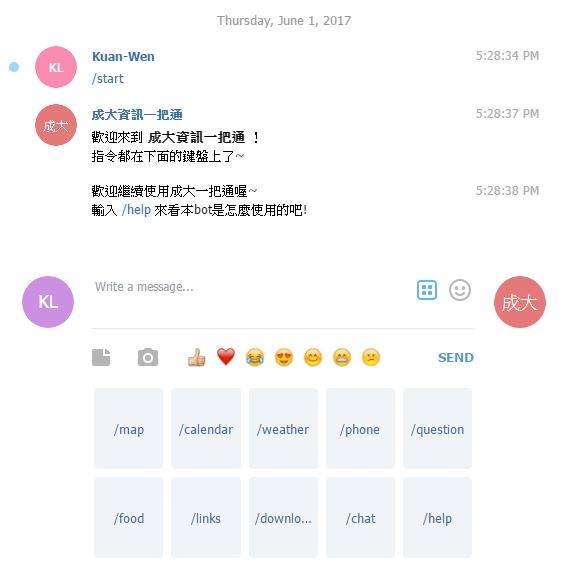 Thursday, June 1, 2017
KL
Kuan-Wen
5:28:34 PM
/start
成大
成大資訊一把通
5:28:37 PM
歡迎來到 成大資訊一把通 !
指令都在下面的鍵盤上了~
歡迎繼續使用成大一把通喔~
5:28:38 PM
輸入 /help 來看本bot是怎麼使用的吧!
KL
Write a message...
成大
SEND
/map
/calendar
/weather
/phone
/question
/food
/links
/downlo...
/chat
/help